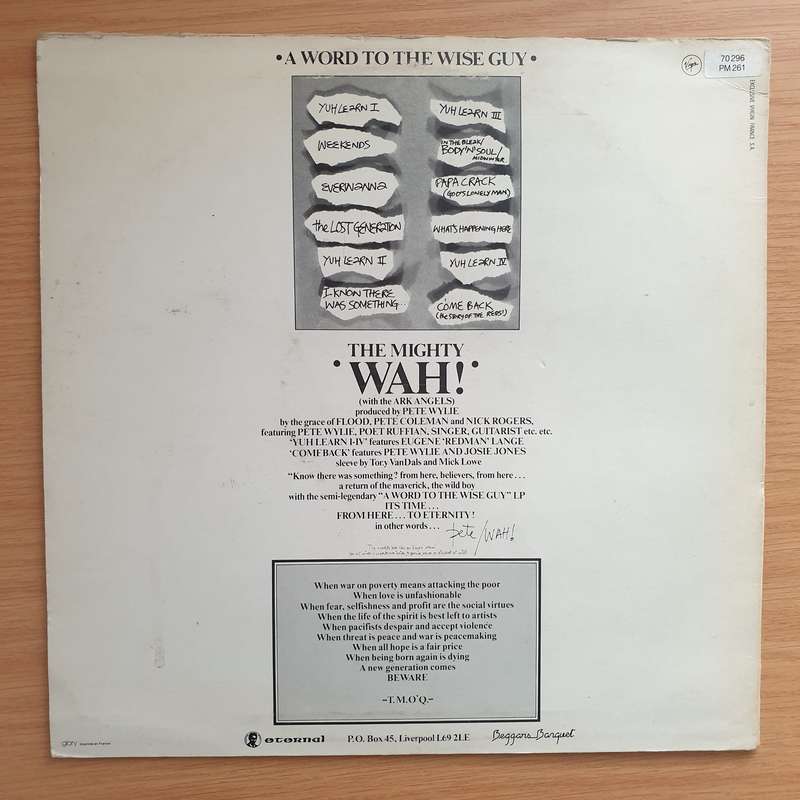 • A WORD TO THE WISE GUY •
Virgin
70296
PM 261
YUH LEARN I
WEEKENDS
EVERWANNA
the LOST GENERATION
YUH LEARN II
I KNOW THERE
WAS SOMETHING...
YUH LEARN III
IN THE BLEAK/
BODY'N'SOUL/
MIDWINTER
PAPA CRACK
(GOD'S LONELY MAN)
WHAT'S HAPPENING HERE
YUH LEARN IV
COME BACK
(the STORY OF THE REDS!)
THE MIGHTY
• WAH! •
(with the ARK ANGELS)
produced by PETE WYLIE
by the grace of FLOOD, PETE COLEMAN and NICK ROGERS,
featuring PETE WYLIE, POET RUFFIAN, SINGER, GUITARIST etc. etc.
‘YUH LEARN I-IV’ features EUGENE ‘REDMAN’ LANGE
‘COMEBACK’ features PETE WYLIE AND JOSIE JONES
sleeve by Tory VanDals and Mick Lowe
“Know there was something? from here, believers, from here ...
a return of the maverick, the wild boy
with the semi-legendary “A WORD TO THE WISE GUY” LP
ITS TIME ...
FROM HERE ... TO ETERNITY!
in other words ...
pete/WAH!
When war on poverty means attacking the poor
When love is unfashionable
When fear, selfishness and profit are the social virtues
When the life of the spirit is best left to artists
When pacifists despair and accept violence
When threat is peace and war is peacemaking
When all hope is a fair price
When being born again is dying
A new generation comes
BEWARE
–T.M.O'Q.–
eternal
P.O. Box 45, Liverpool L69 2LE
Beggars Banquet